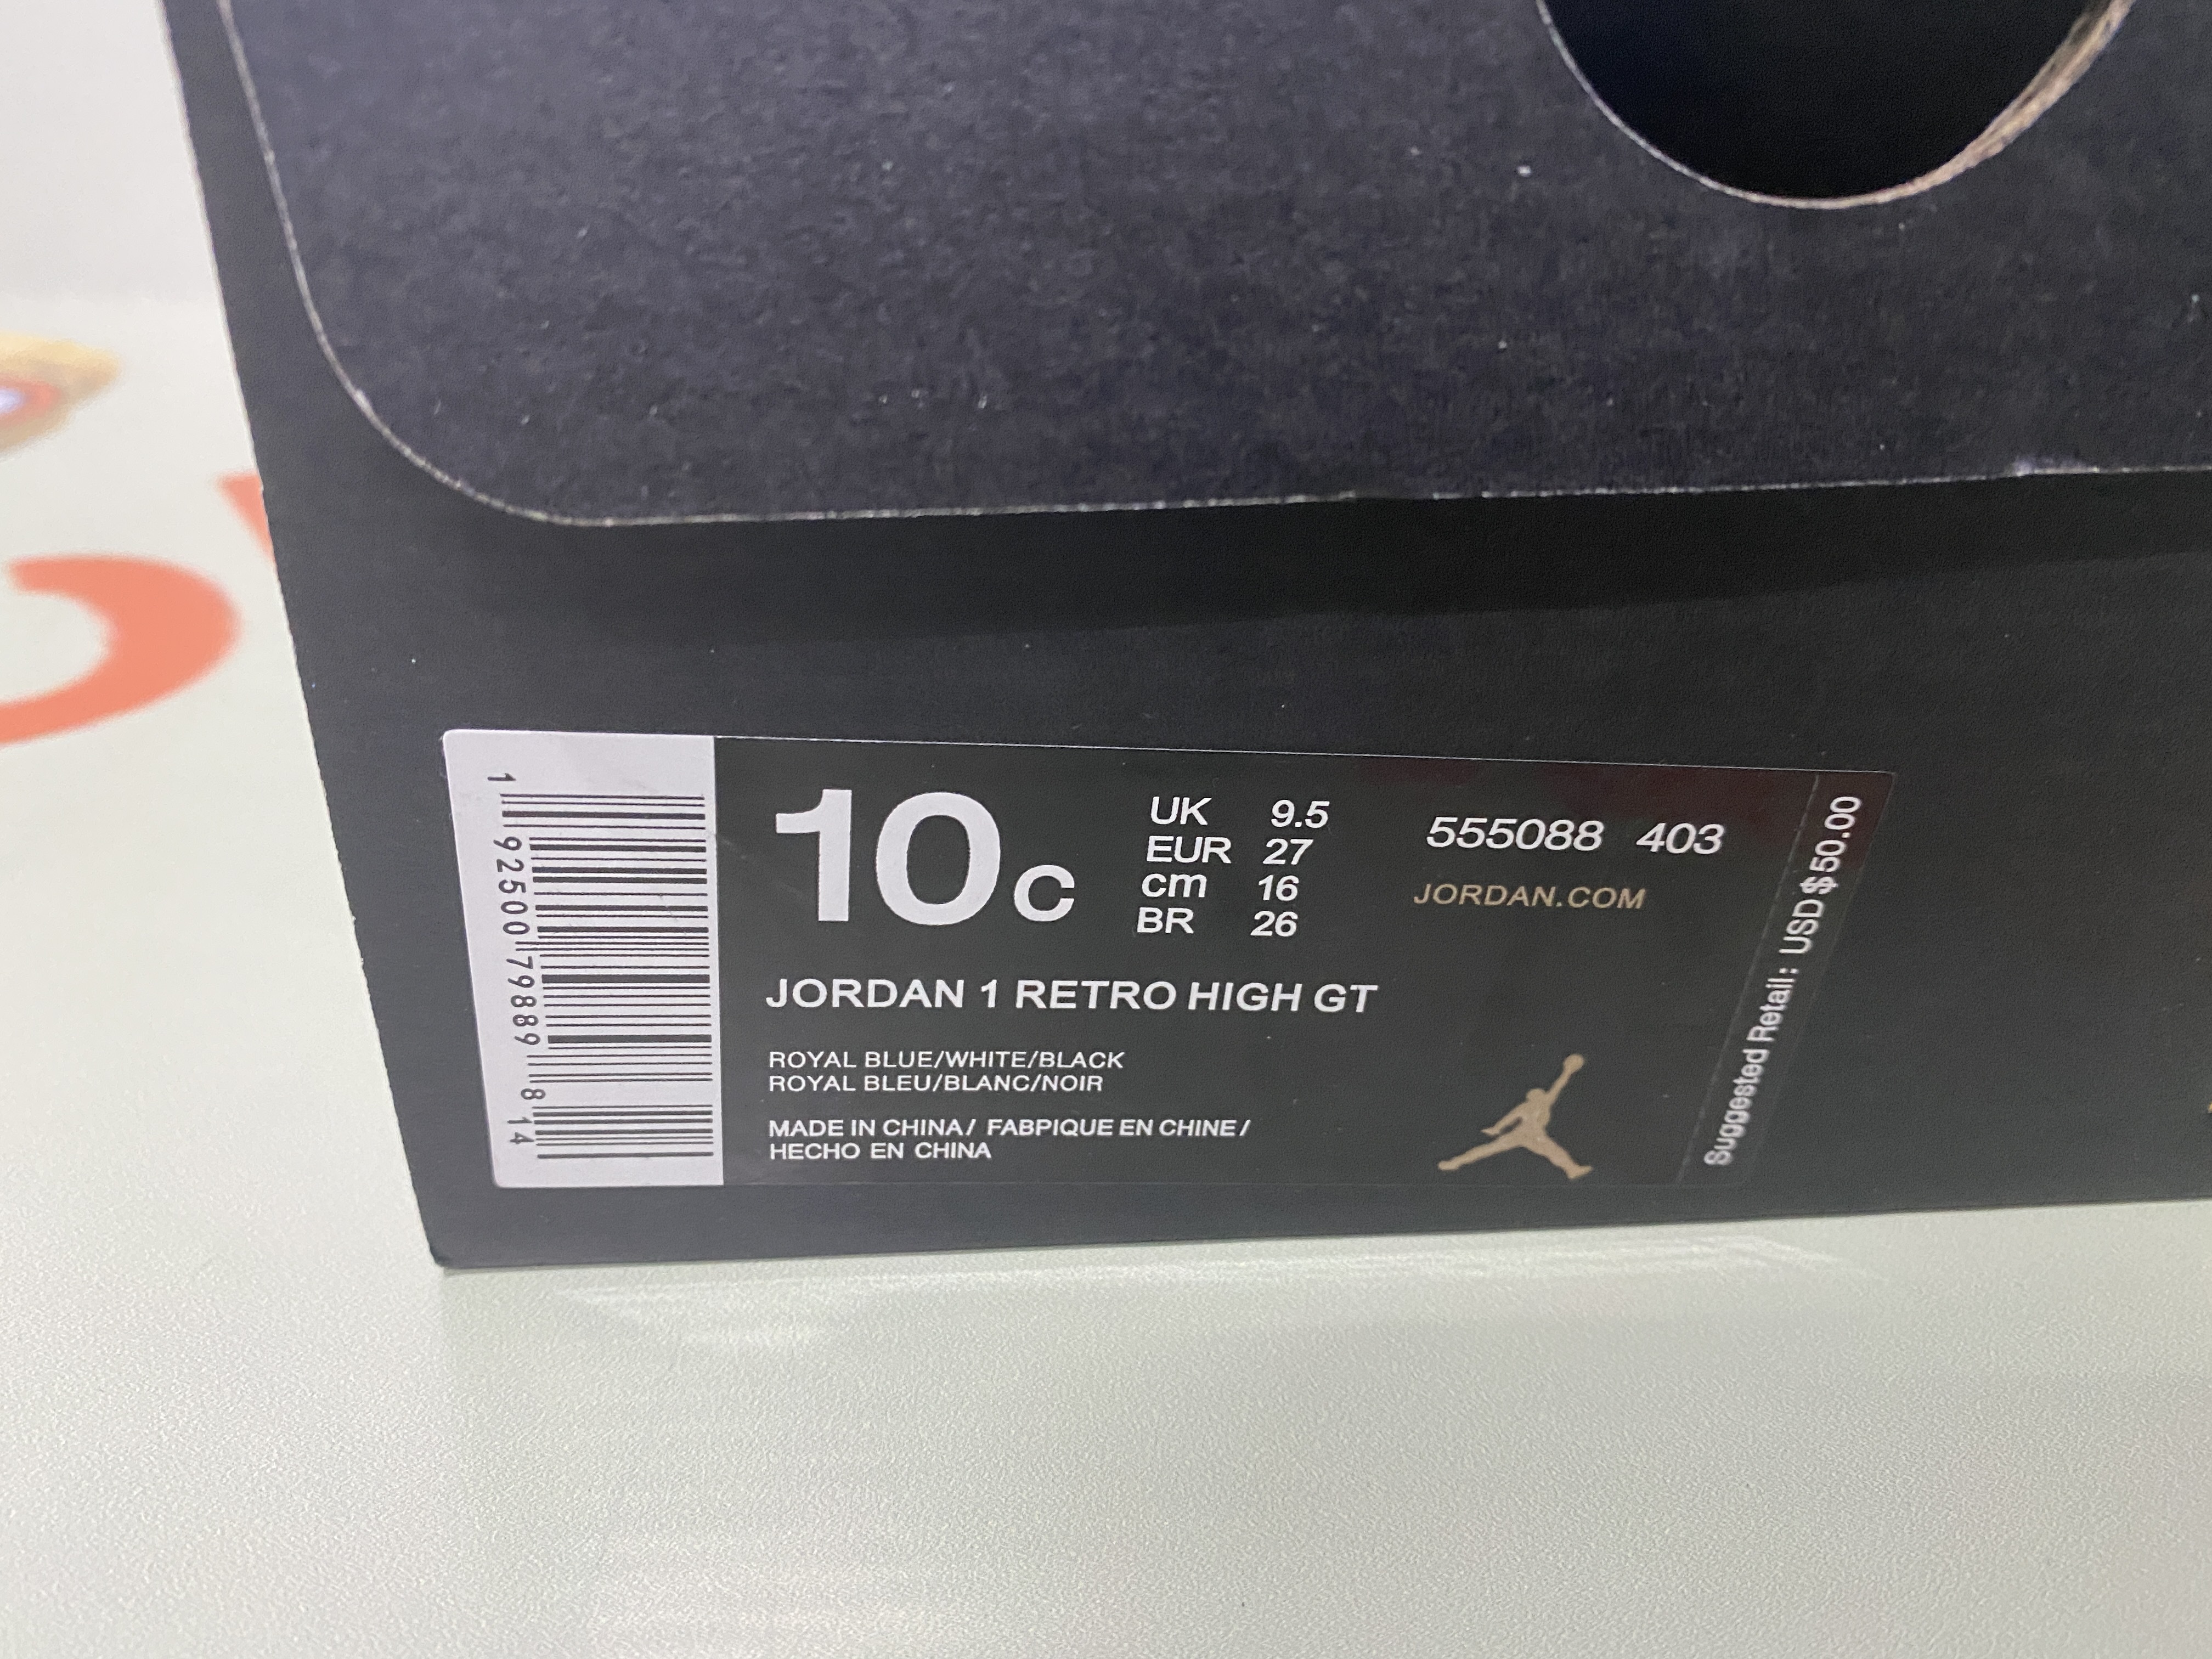 10c
UK 9.5
EUR 27
cm 16
BR 26
555088 403
JORDAN.COM
JORDAN 1 RETRO HIGH GT
ROYAL BLUE/WHITE/BLACK
ROYAL BLEU/BLANC/NOIR
MADE IN CHINA / FABPIQUE EN CHINE /
HECHO EN CHINA
Suggested Retail: USD$50.00
1 92500 79889 8 14